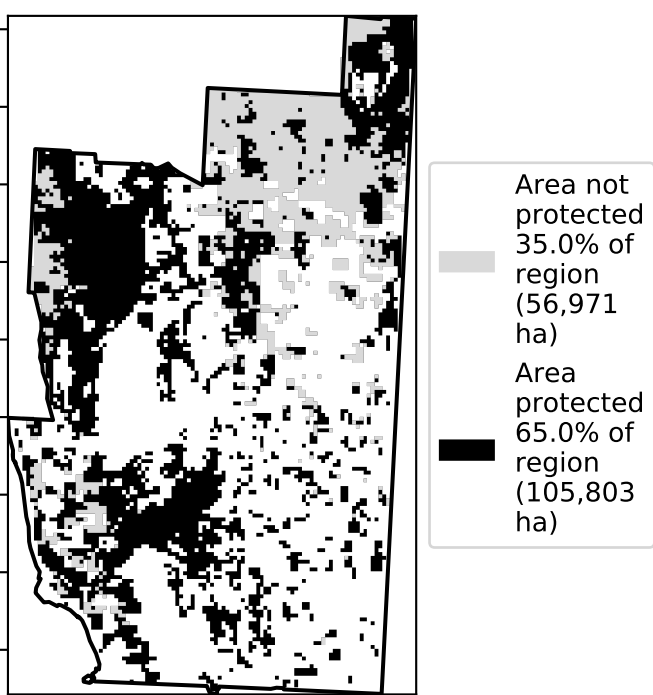 Area not
protected
35.0% of
region
(56,971
ha)
Area
protected
65.0% of
region
(105,803
ha)